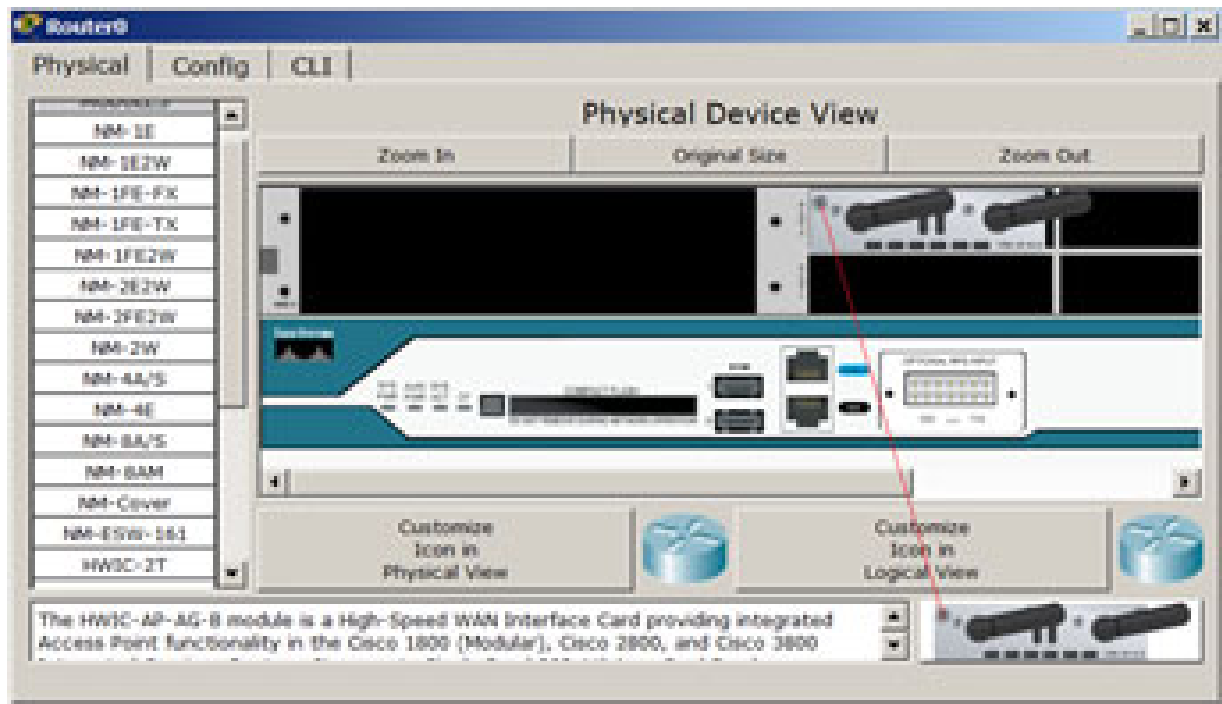 Router0
Physical
Config
CLI
MODULES
NM-1E
NM-1E2W
NM-1FE-FX
NM-1FE-TX
NM-1FE2W
NM-2E2W
NM-2FE2W
NM-2W
NM-4A/S
NM-4E
NM-8A/S
NM-8AM
NM-Cover
NM-ESW-161
HWIC-2T
Physical Device View
Zoom In
Original Size
Zoom Out
COMPACT FLASH
Customize
Icon in
Physical View
Customize
Icon in
Logical View
The HWIC-AP-AG-B module is a High-Speed WAN Interface Card providing integrated
Access Point functionality in the Cisco 1800 (Modular), Cisco 2800, and Cisco 3800